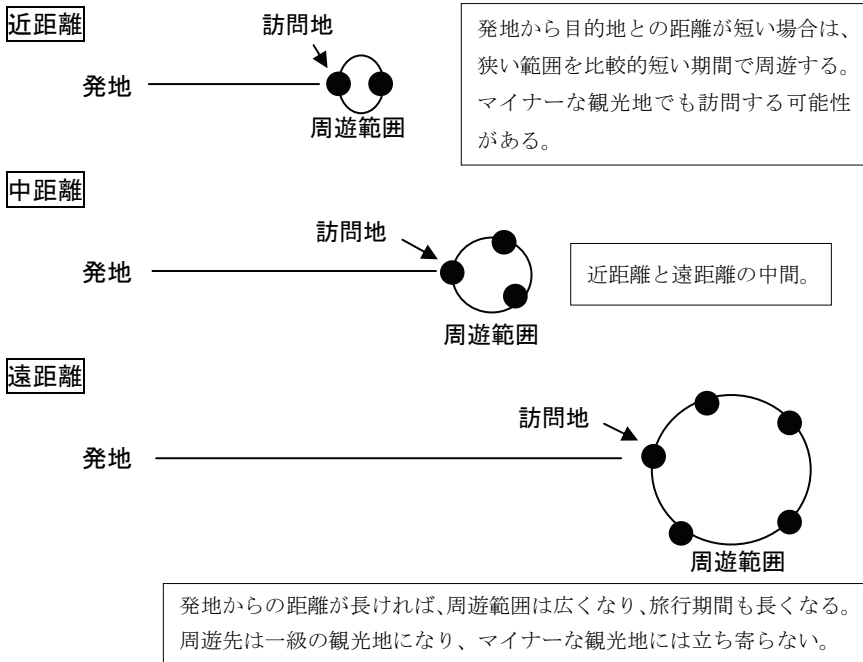 近距離
訪問地
発地
周遊範囲
発地から目的地との距離が短い場合は、
狭い範囲を比較的短い期間で周遊する。
マイナーな観光地でも訪問する可能性
がある。
中距離
訪問地
発地
周遊範囲
近距離と遠距離の中間。
遠距離
訪問地
発地
周遊範囲
発地からの距離が長ければ、周遊範囲は広くなり、旅行期間も長くなる。
周遊先は一級の観光地になり、マイナーな観光地には立ち寄らない。